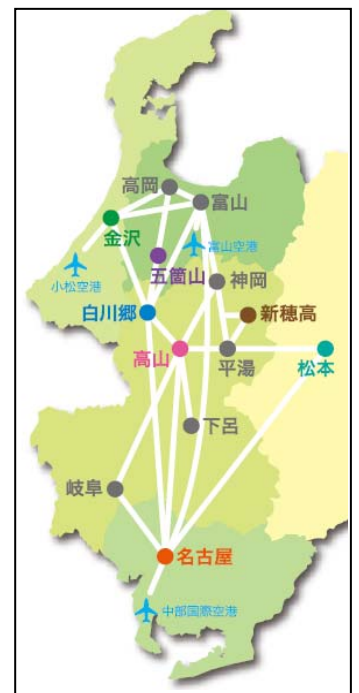 高岡
富山
金沢
富山空港
五箇山
小松空港
神岡
白川郷
新穂高
高山
平湯
松本
下呂
岐阜
名古屋
中部国際空港